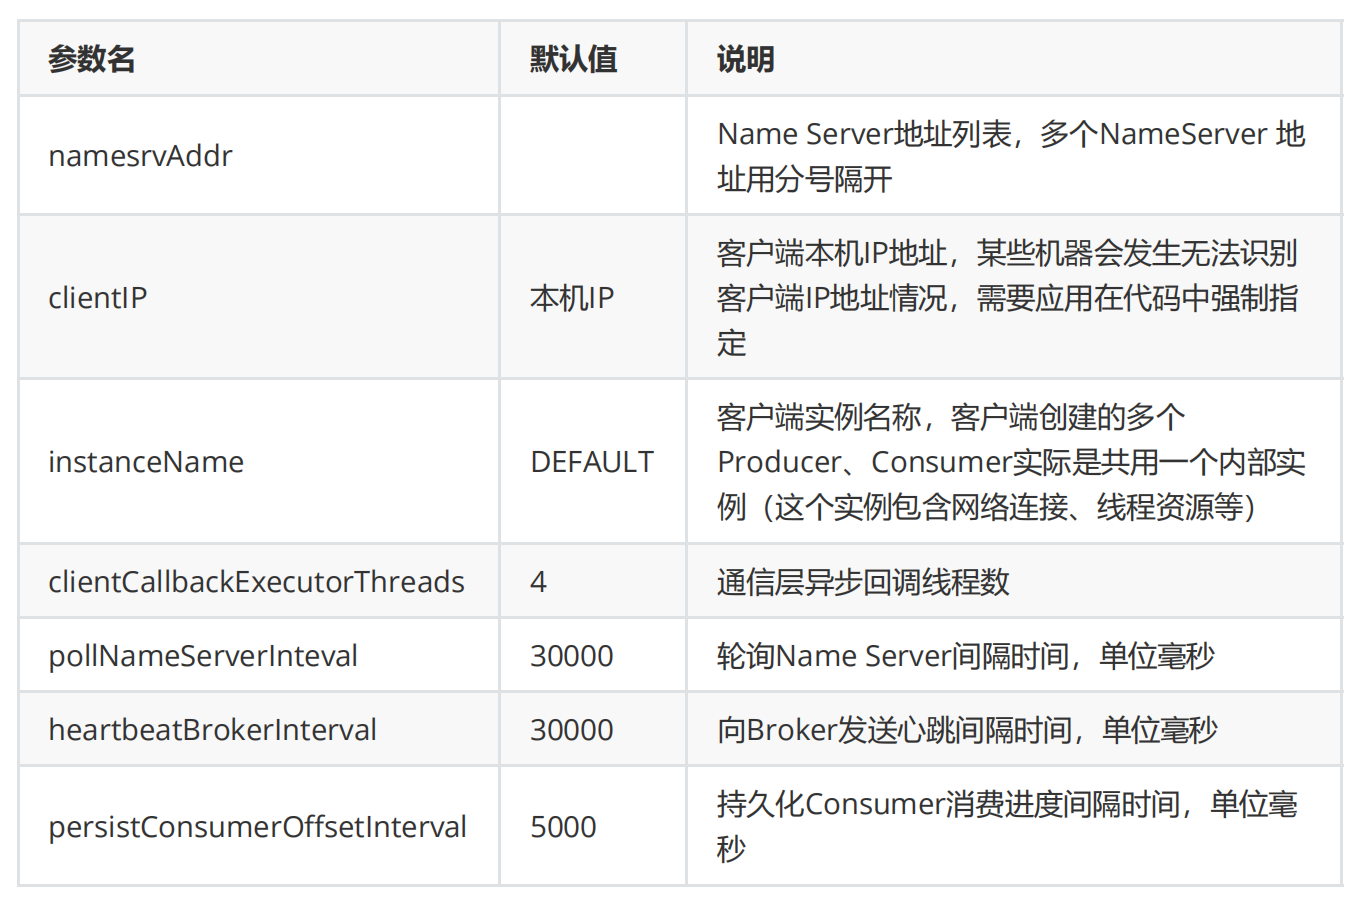 参数名 默认值 说明
namesrvAddr
Name Server地址列表，多个NameServer 地
址用分号隔开
clientIP
本机IP
客户端本机IP地址，某些机器会发生无法识别
客户端IP地址情况，需要应用在代码中强制指
定
instanceName
DEFAULT
客户端实例名称，客户端创建的多个
Producer、Consumer实际是共用一个内部实
例（这个实例包含网络连接、线程资源等）
clientCallbackExecutorThreads 4 通信层异步回调线程数
pollNameServerInteval 30000 轮询Name Server间隔时间，单位毫秒
heartbeatBrokerInterval 30000 向Broker发送心跳间隔时间，单位毫秒
persistConsumerOffsetInterval
5000
持久化Consumer消费进度间隔时间，单位毫
秒